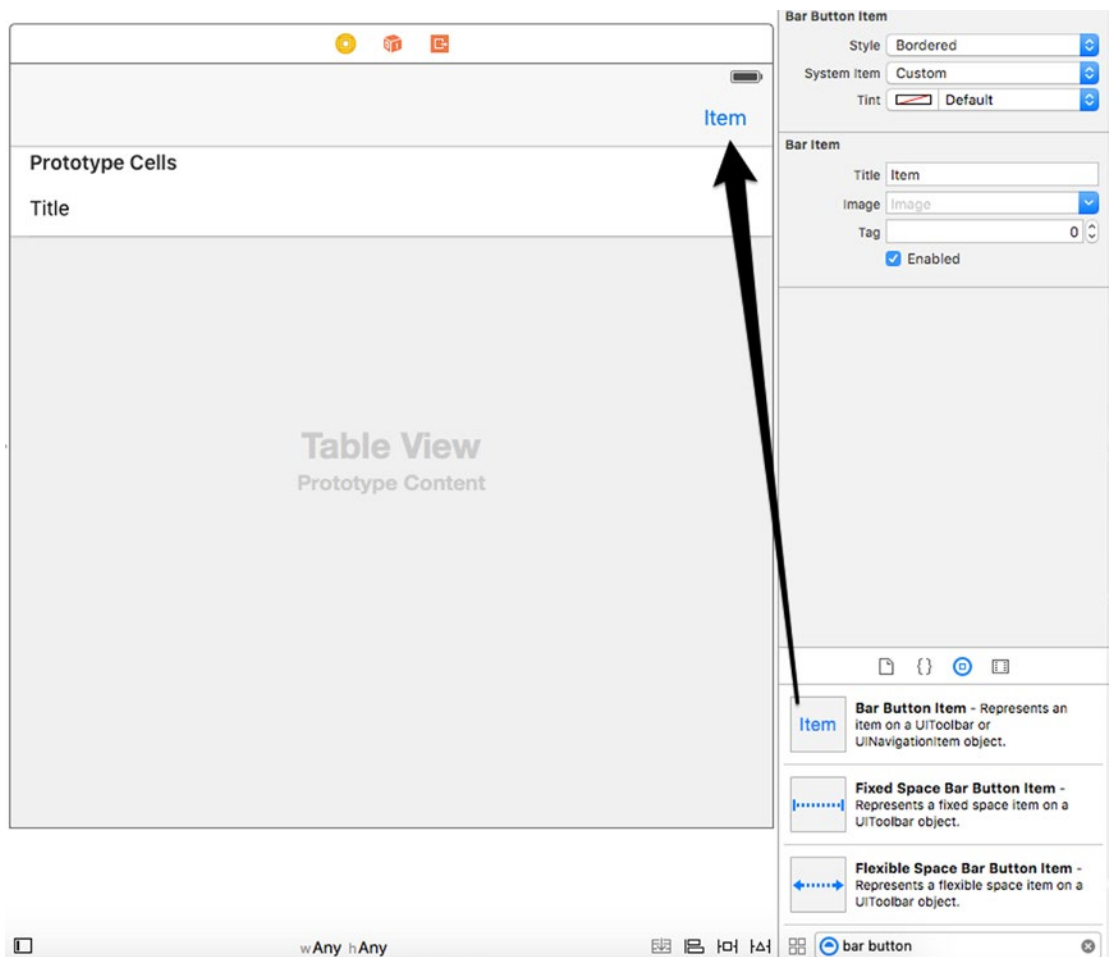 Item
Prototype Cells
Title
Table View
Prototype Content
wAny hAny
Bar Button Item
Style Bordered
System Item Custom
Tint Default
Bar Item
Title Item
Image Image
Tag 0
Enabled
Item
Bar Button Item - Represents an
item on a UIToolbar or
UINavigationItem object.
Fixed Space Bar Button Item -
Represents a fixed space item on a
UIToolbar object.
Flexible Space Bar Button Item -
Represents a flexible space item on a
UIToolbar object.
bar button